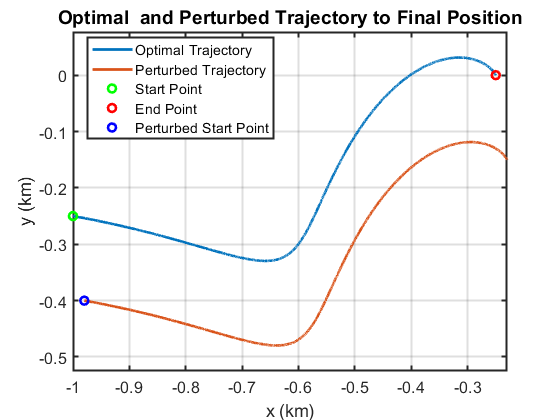 Optimal  and Perturbed Trajectory to Final Position
Optimal Trajectory
Perturbed Trajectory
Start Point
End Point
Perturbed Start Point
0
-0.1
-0.2
-0.3
-0.4
-0.5
y (km)
-1 -0.9 -0.8 -0.7 -0.6 -0.5 -0.4 -0.3
x (km)